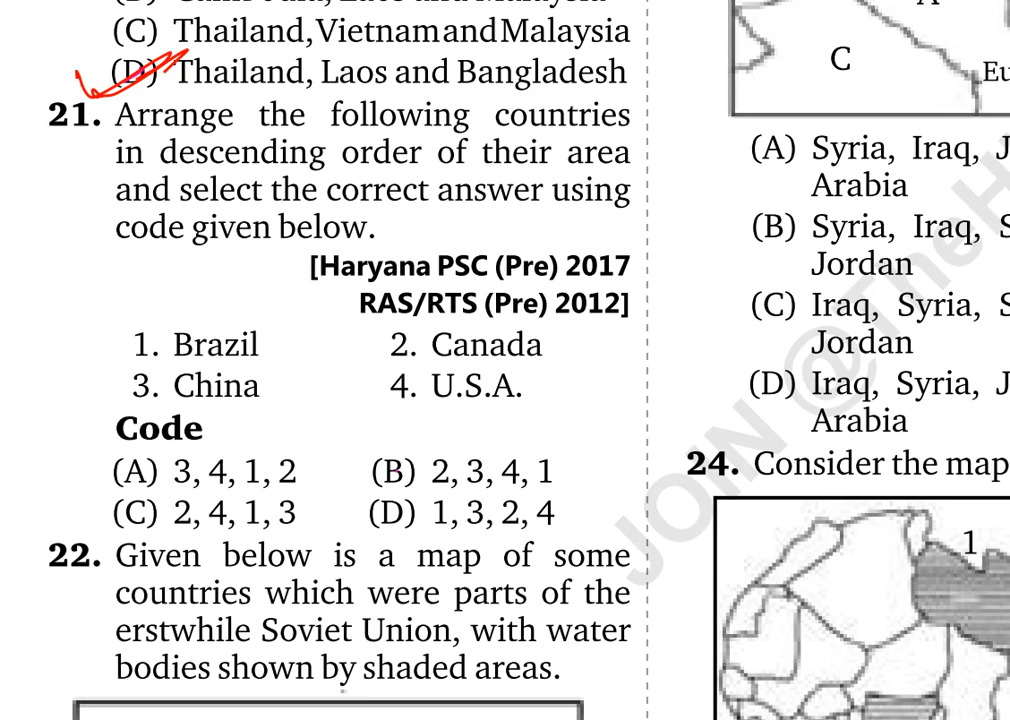 (C) Thailand, Vietnam and Malaysia
(D) Thailand, Laos and Bangladesh
21. Arrange the following countries
in descending order of their area
and select the correct answer using
code given below.
[Haryana PSC (Pre) 2017
RAS/RTS (Pre) 2012]
1. Brazil 2. Canada
3. China 4. U.S.A.
Code
(A) 3, 4, 1, 2 (B) 2, 3, 4, 1
(C) 2, 4, 1, 3 (D) 1, 3, 2, 4
22. Given below is a map of some
countries which were parts of the
erstwhile Soviet Union, with water
bodies shown by shaded areas.
A
C
Eu
(A) Syria, Iraq, J
Arabia
(B) Syria, Iraq, S
Jordan
(C) Iraq, Syria, S
Jordan
(D) Iraq, Syria, J
Arabia
24. Consider the map
1
JOIN @TheH